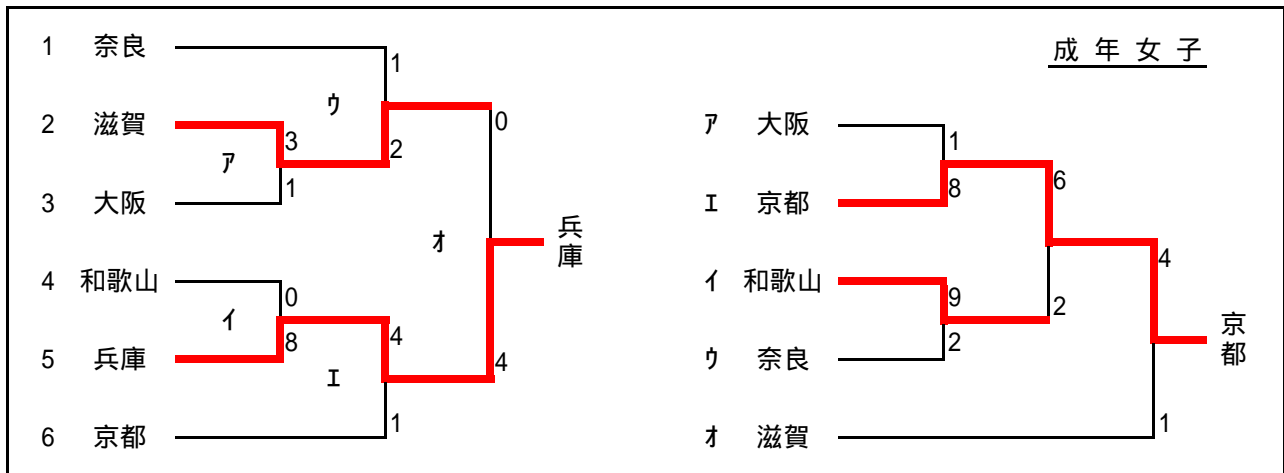 成年女子
1 奈良
1
ウ
2 滋賀
3
2
0
ア
1
3 大阪
オ
兵庫
4 和歌山
0
イ
8
4
4
5 兵庫
エ
1
6 京都
ア 大阪
1
8
6
エ 京都
4
イ 和歌山
9
2
2
京都
ウ 奈良
1
オ 滋賀